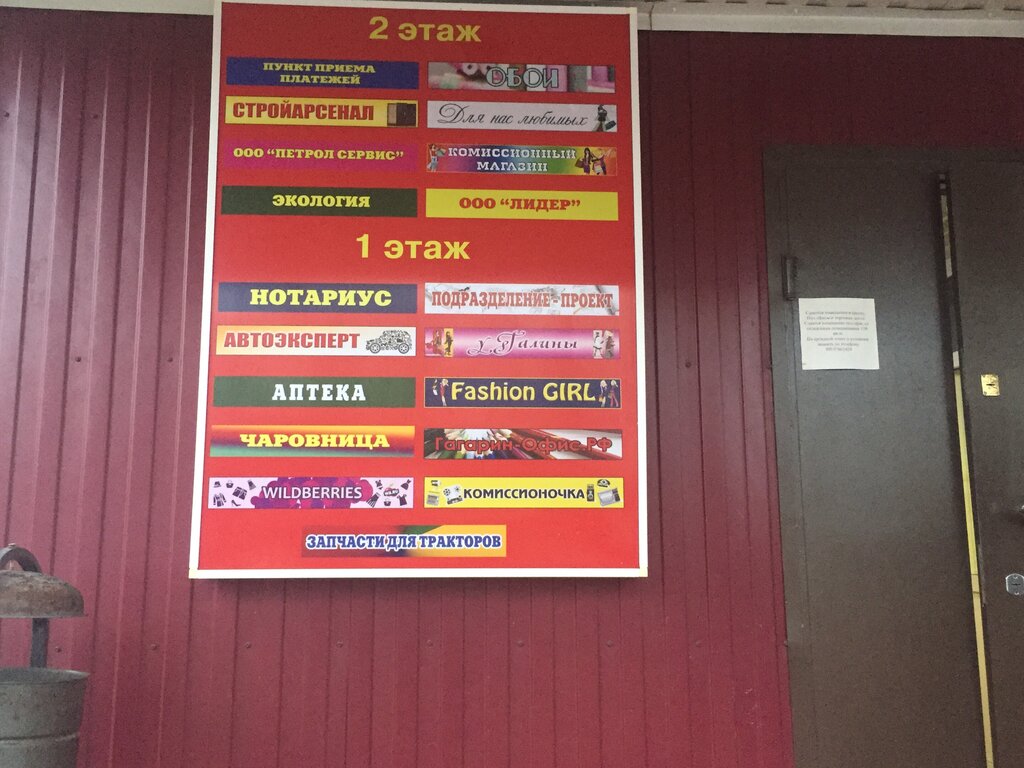 2 этаж
ПУНКТ ПРИЕМА
ПЛАТЕЖЕЙ
ОБОИ
СТРОЙАРСЕНАЛ
Для нас любимых
ООО "ПЕТРОЛ СЕРВИС"
КОМИССИОННЫЙ
МАГАЗИН
ЭКОЛОГИЯ
ООО "ЛИДЕР"
1 этаж
НОТАРИУС
ПОДРАЗДЕЛЕНИЕ - ПРОЕКТ
АВТОЭКСПЕРТ
у Галины
АПТЕКА
Fashion GIRL
ЧАРОВНИЦА
Гагарин-Офис.РФ
WILDBERRIES
КОМИССИОНОЧКА
ЗАПЧАСТИ ДЛЯ ТРАКТОРОВ